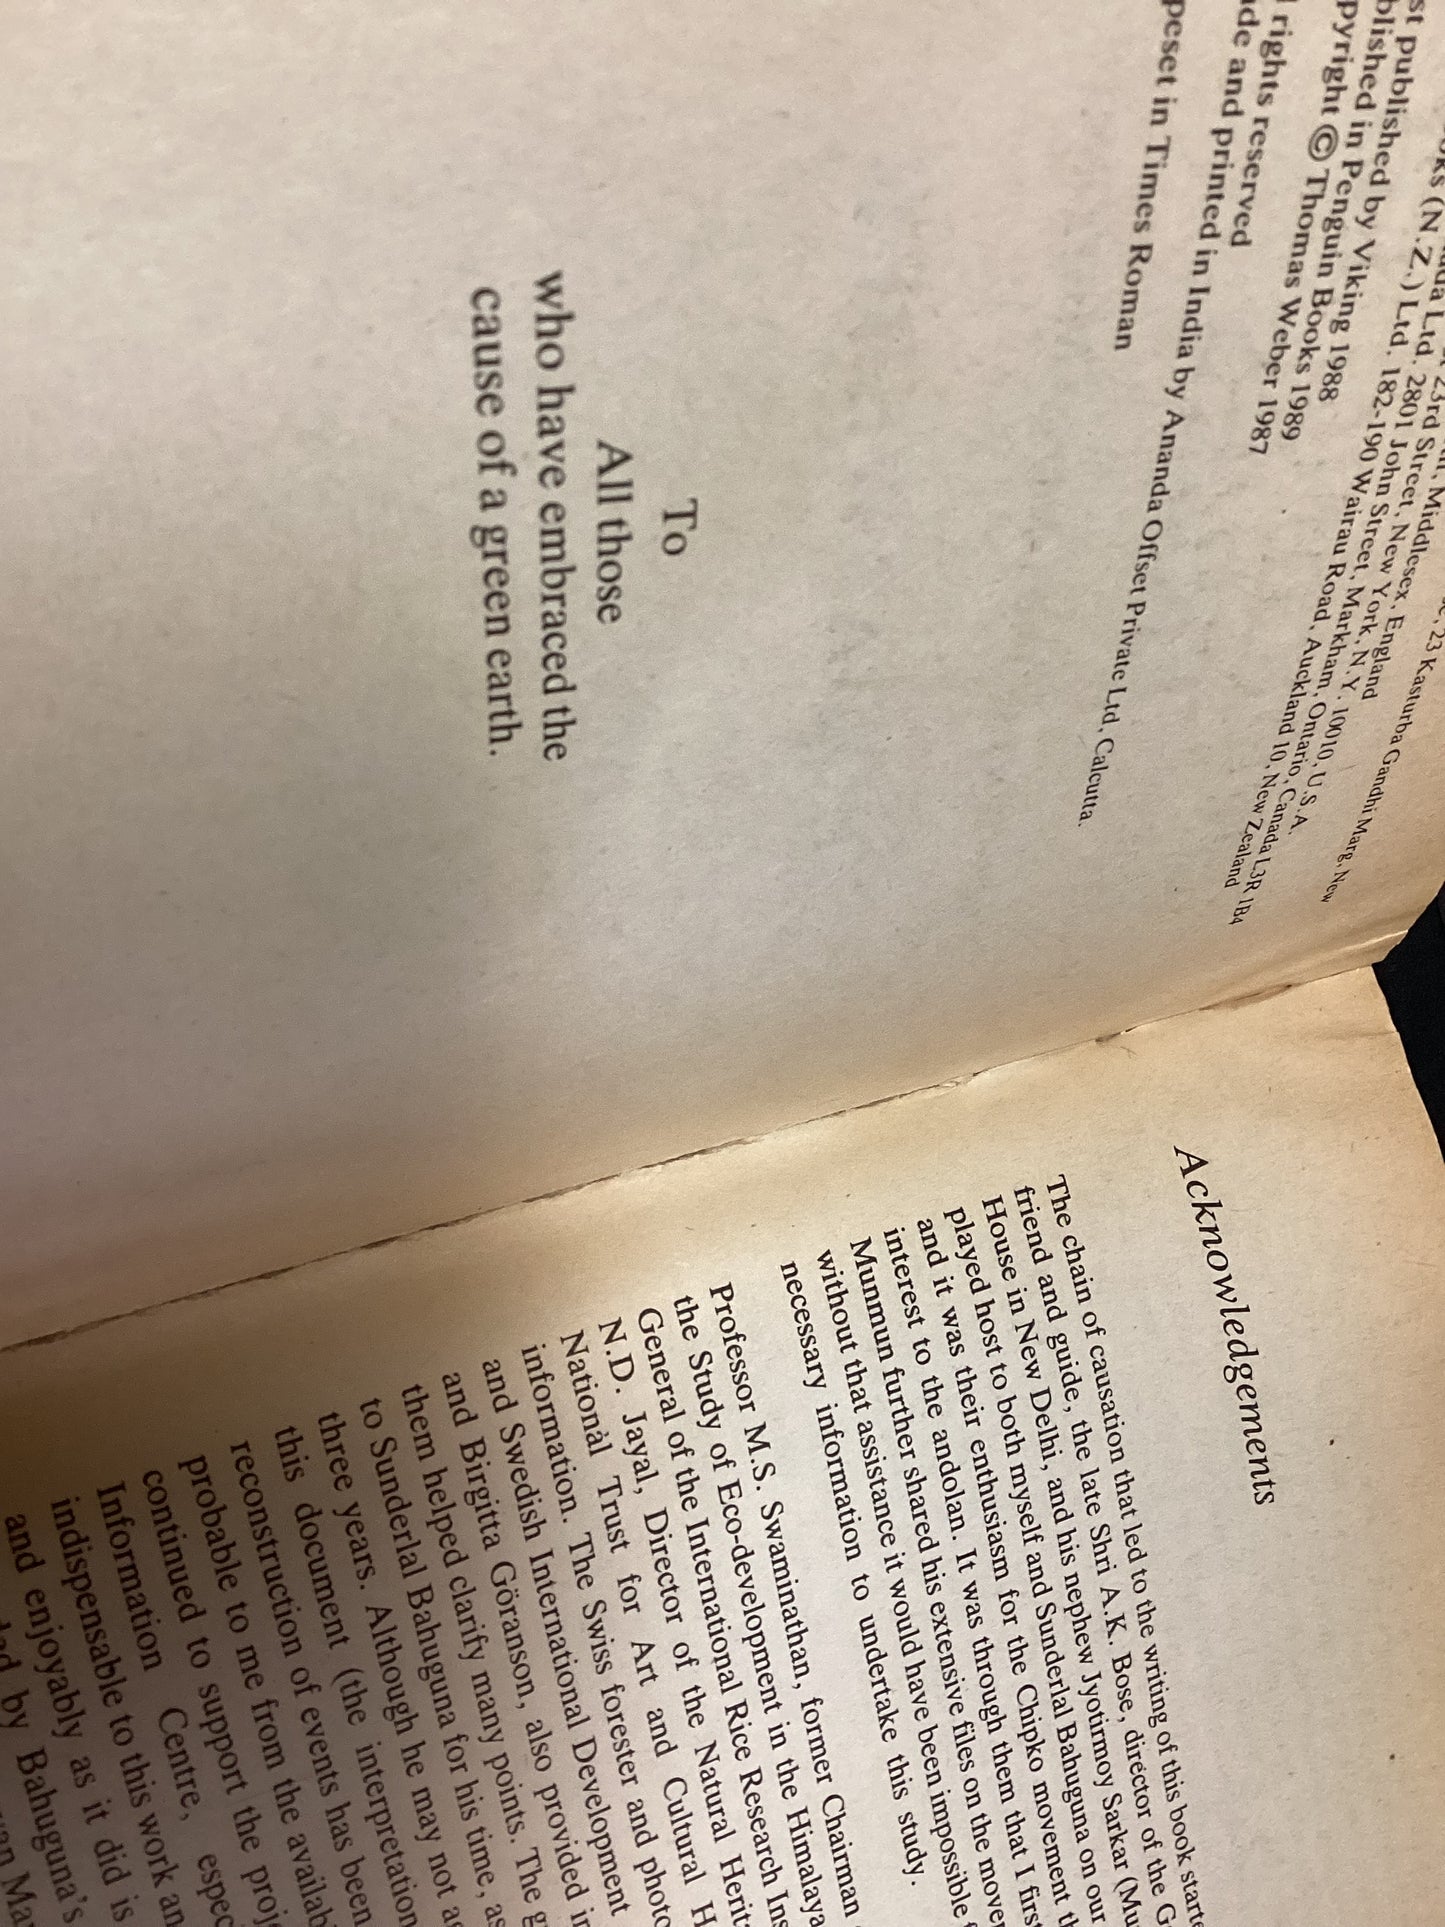 23 Kasturba Gandhi Marg, New
Middlesex, England
23rd Street, New York, N.Y. 10010, U.S.A.
Ltd. 2801 John Street, Markham, Ontario, Canada L3R 1B4
(N.Z.) Ltd. 182-190 Wairau Road, Auckland 10, New Zealand
st published by Viking 1988
blished in Penguin Books 1989
pyright © Thomas Weber 1987
rights reserved
de and printed in India by Ananda Offset Private Ltd, Calcutta.
peset in Times Roman
To
All those
who have embraced the
cause of a green earth.
Acknowledgements
The chain of causation that led to the writing of this book starte
friend and guide, the late Shri A.K. Bose, director of the G
House in New Delhi, and his nephew Jyotirmoy Sarkar (Mu
played host to both myself and Sunderlal Bahuguna on our
and it was their enthusiasm for the Chipko movement th
interest to the andolan. It was through them that I first
Munmun further shared his extensive files on the mover
without that assistance it would have been impossible
necessary information to undertake this study.
Professor M.S. Swaminathan, former Chairman
the Study of Eco-development in the Himalaya
General of the International Rice Research Ins
N.D. Jayal, Director of the Natural Herit
National Trust for Art and Cultural H
information. The Swiss forester and photo
and Swedish International Development
and Birgitta Göranson, also provided in
them helped clarify many points. The g
to Sunderlal Bahuguna for his time, as
three years. Although he may not a
this document (the interpretation
reconstruction of events has been
probable to me from the availab
continued to support the proj
Information Centre, espec
indispensable to this work an
and enjoyably as it did is
by Bahuguna's